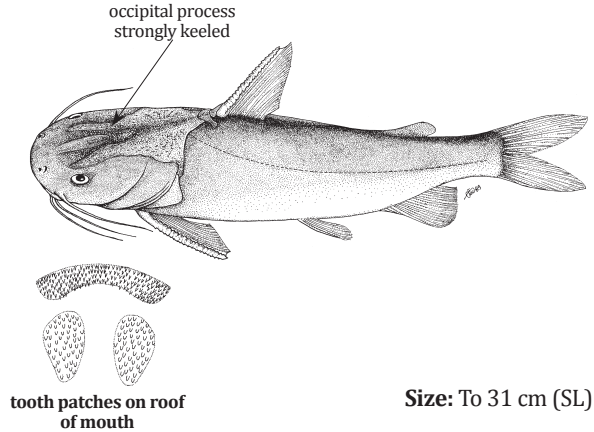 occipital process
strongly keeled
tooth patches on roof
of mouth
Size: To 31 cm (SL)